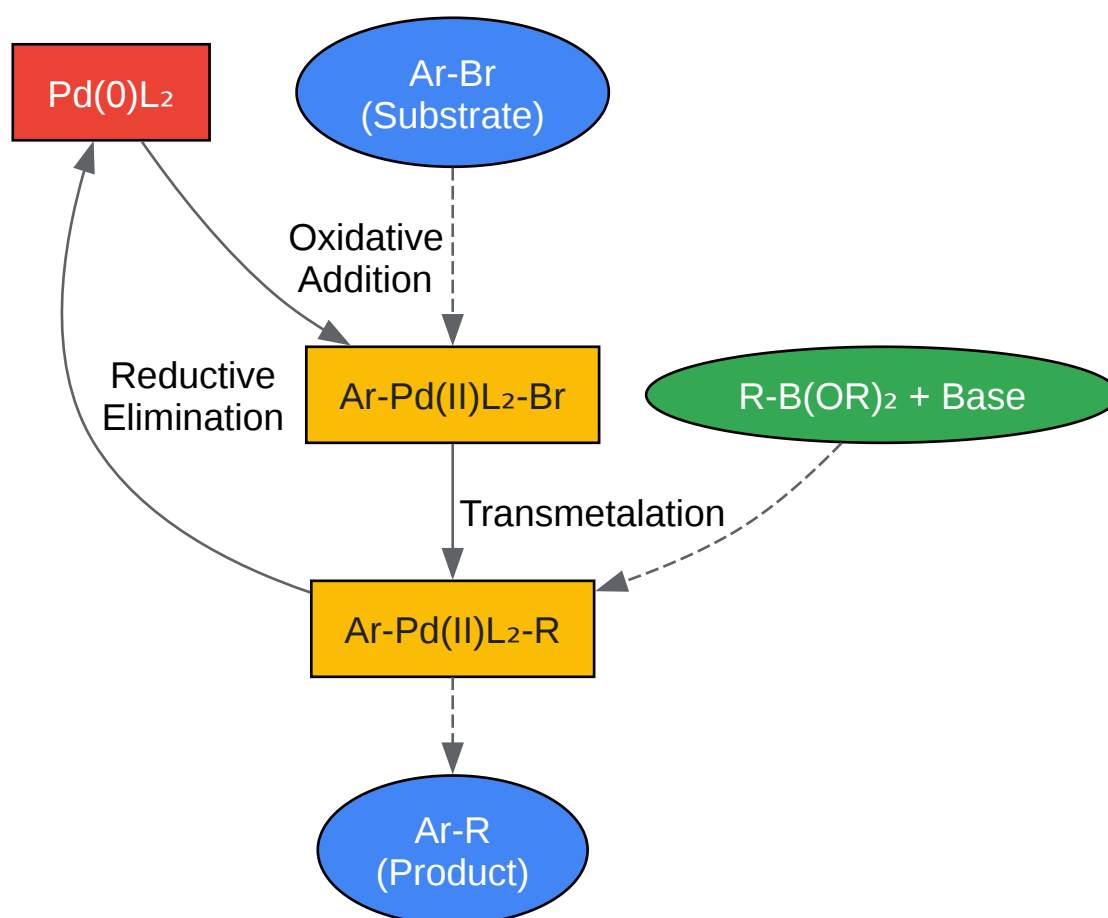 Pd(0)L₂
Ar-Br
(Substrate)
Oxidative
Addition
Reductive
Elimination
Ar-Pd(II)L₂-Br
R-B(OR)₂ + Base
Transmetalation
Ar-Pd(II)L₂-R
Ar-R
(Product)